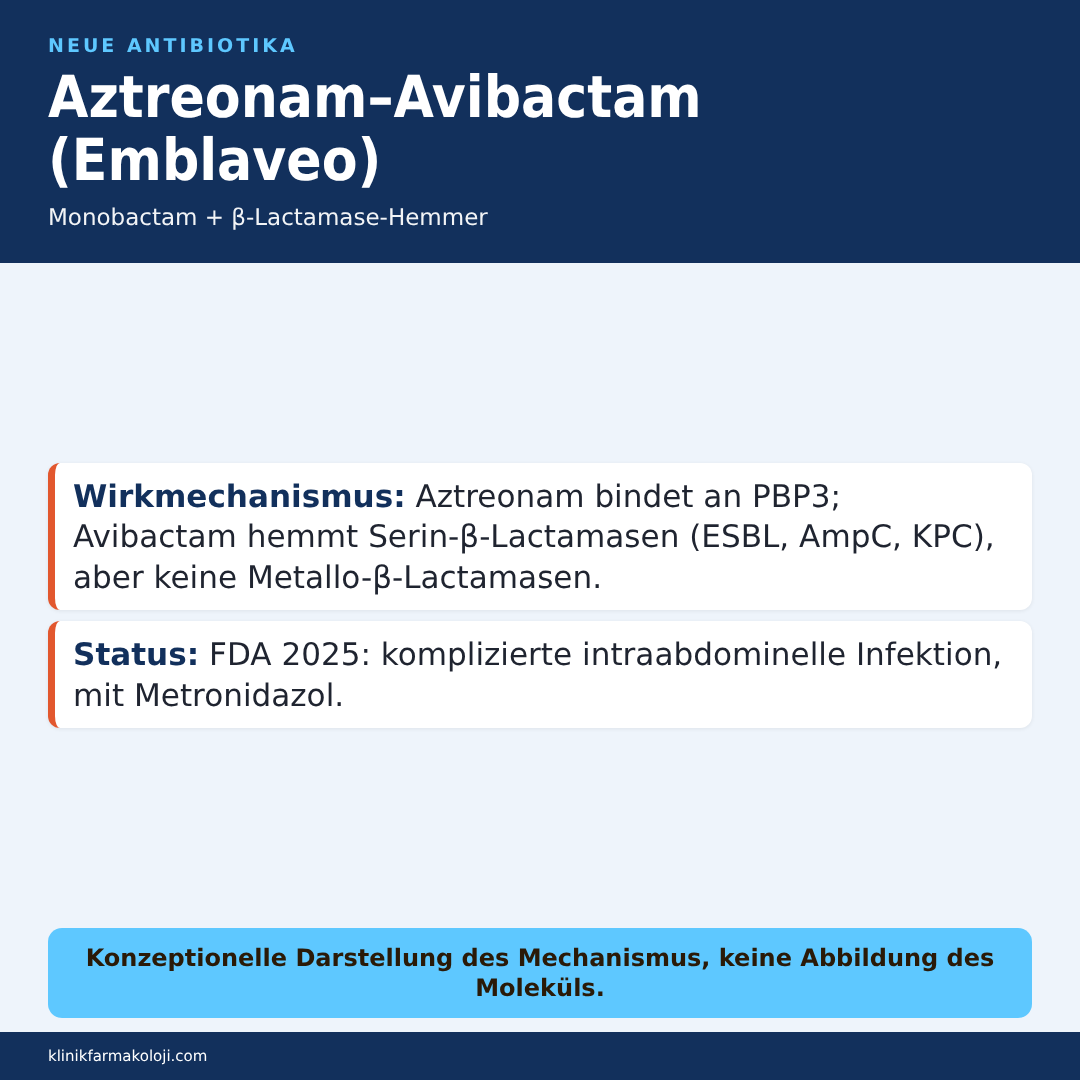 NEUE ANTIBIOTIKA
Aztreonam–Avibactam
(Emblaveo)
Monobactam + β-Lactamase-Hemmer
Wirkmechanismus: Aztreonam bindet an PBP3;
Avibactam hemmt Serin-β-Lactamasen (ESBL, AmpC, KPC),
aber keine Metallo-β-Lactamasen.
Status: FDA 2025: komplizierte intraabdominelle Infektion,
mit Metronidazol.
Konzeptionelle Darstellung des Mechanismus, keine Abbildung des
Moleküls.
klinikfarmakoloji.com